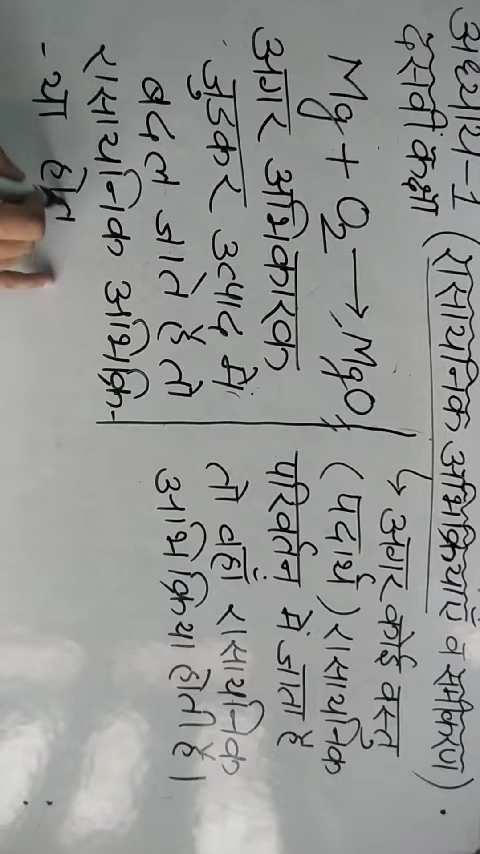 अध्याय-1
दसवीं कक्षा (रासायनिक अभिक्रियाएँ व समीकरण)
↳ अगर कोई वस्तु
(पदार्थ) रासायनिक
परिवर्तन में जाता है
तो वहाँ रासायनिक
अभिक्रिया होती है।
Mg + O₂ → MgO
अगर अभिकारक
जुड़कर उत्पाद में
बदल जाते हैं तो
रासायनिक अभिक्रि-
-या होत